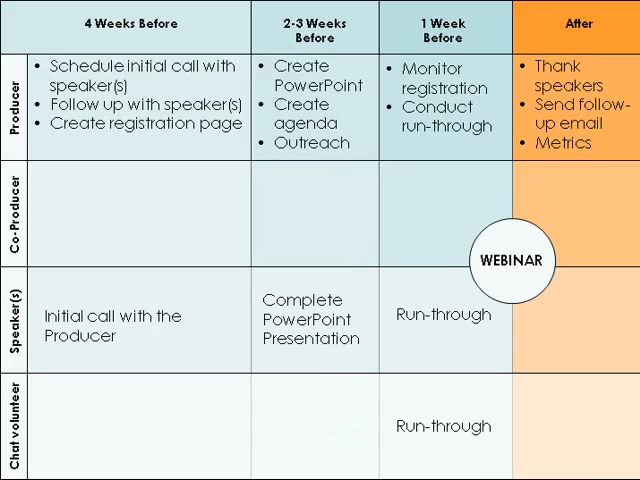 4 Weeks Before
2-3 Weeks
Before
1 Week
Before
After
Producer
• Schedule initial call with
speaker(s)
• Follow up with speaker(s)
• Create registration page
• Create
PowerPoint
• Create
agenda
• Outreach
• Monitor
registration
• Conduct
run-through
• Thank
speakers
• Send follow-
up email
• Metrics
Co-Producer
WEBINAR
Speaker(s)
Initial call with the
Producer
Complete
PowerPoint
Presentation
Run-through
Chat volunteer
Run-through